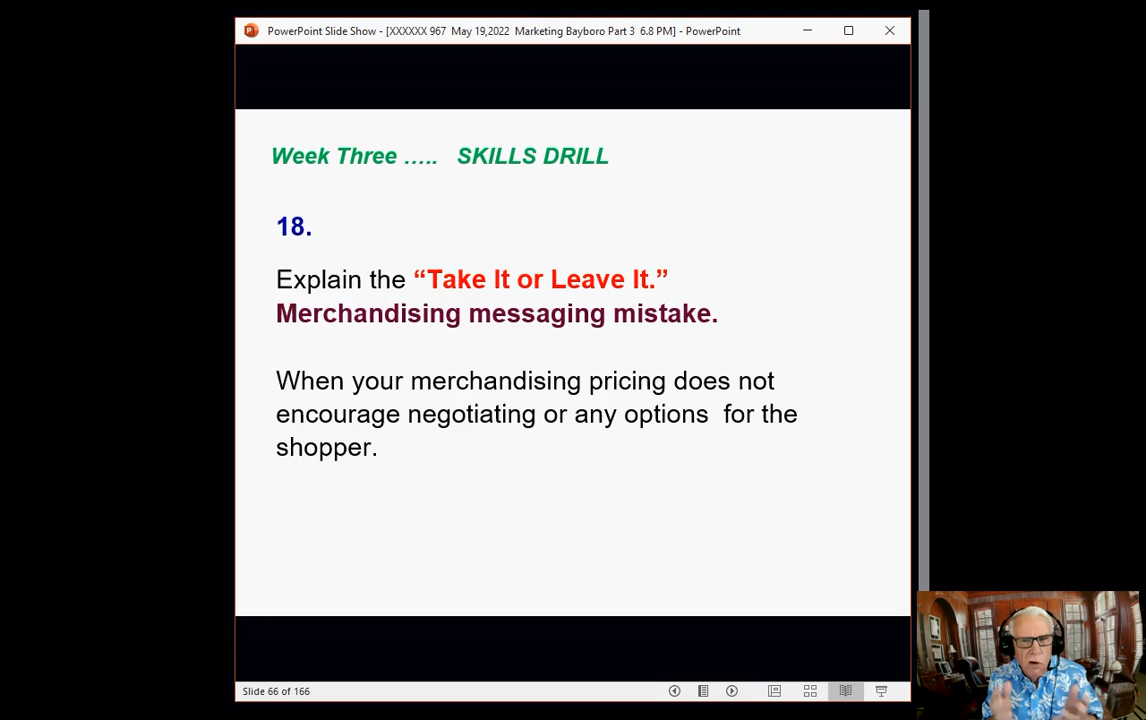 PowerPoint Slide Show - [XXXXXX 967 May 19,2022 Marketing Bayboro Part 3 6.8 PM] - PowerPoint
Week Three ….. SKILLS DRILL
18.
Explain the “Take It or Leave It.”
Merchandising messaging mistake.
When your merchandising pricing does not
encourage negotiating or any options for the
shopper.
Slide 66 of 166